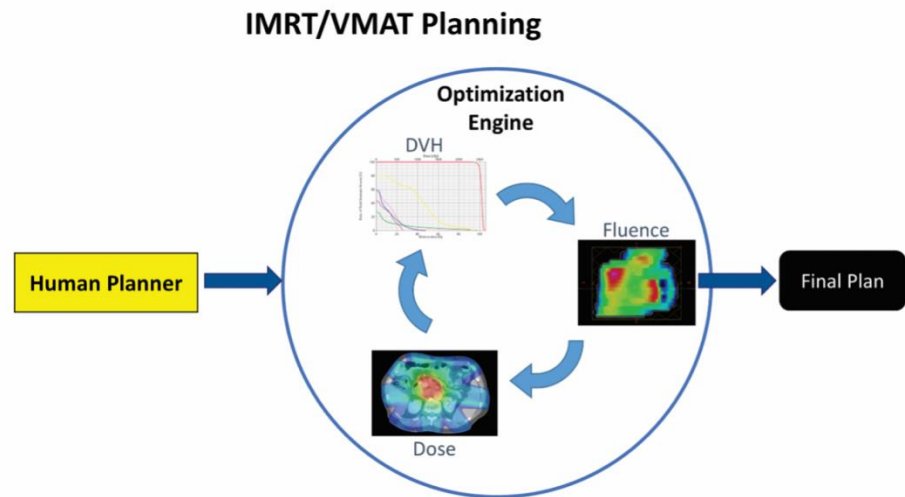 IMRT/VMAT Planning
Optimization
Engine
DVH
Fluence
Human Planner
Final Plan
Dose